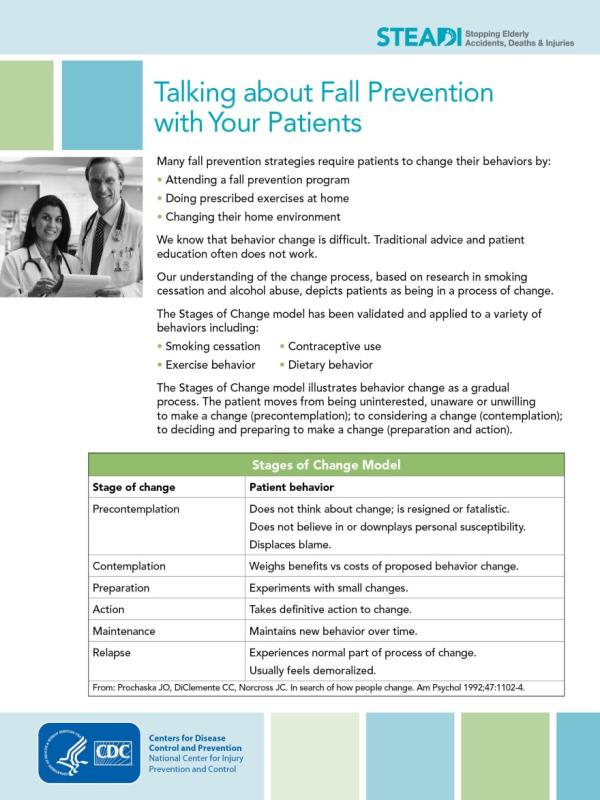 STEADI Stopping Elderly
Accidents, Deaths & Injuries
Talking about Fall Prevention
with Your Patients
Many fall prevention strategies require patients to change their behaviors by:
• Attending a fall prevention program
• Doing prescribed exercises at home
• Changing their home environment
We know that behavior change is difficult. Traditional advice and patient
education often does not work.
Our understanding of the change process, based on research in smoking
cessation and alcohol abuse, depicts patients as being in a process of change.
The Stages of Change model has been validated and applied to a variety of
behaviors including:
• Smoking cessation • Contraceptive use
• Exercise behavior • Dietary behavior
The Stages of Change model illustrates behavior change as a gradual
process. The patient moves from being uninterested, unaware or unwilling
to make a change (precontemplation); to considering a change (contemplation);
to deciding and preparing to make a change (preparation and action).
Stages of Change Model
Stage of change Patient behavior
Precontemplation Does not think about change; is resigned or fatalistic.
Does not believe in or downplays personal susceptibility.
Displaces blame.
Contemplation Weighs benefits vs costs of proposed behavior change.
Preparation Experiments with small changes.
Action Takes definitive action to change.
Maintenance Maintains new behavior over time.
Relapse Experiences normal part of process of change.
Usually feels demoralized.
From: Prochaska JO, DiClemente CC, Norcross JC. In search of how people change. Am Psychol 1992;47:1102-4.
CDC
Centers for Disease
Control and Prevention
National Center for Injury
Prevention and Control